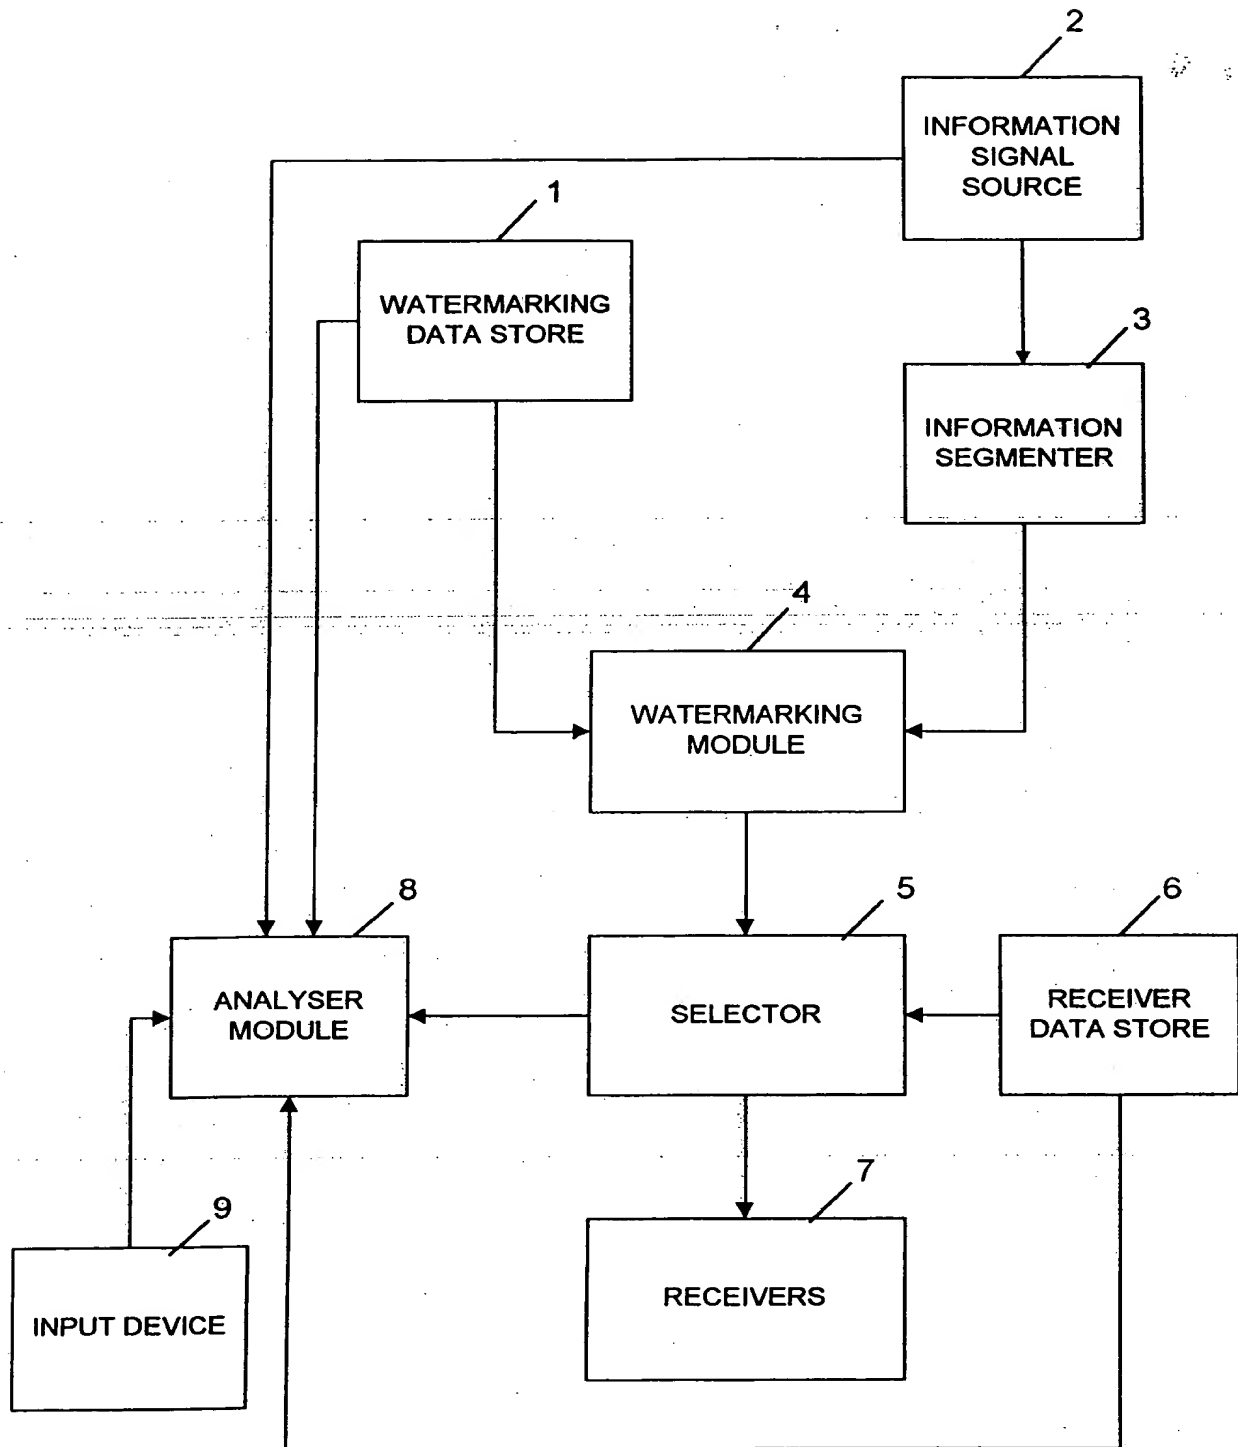 2
INFORMATION
SIGNAL
SOURCE
1
WATERMARKING
DATA STORE
3
INFORMATION
SEGMENTER
4
WATERMARKING
MODULE
8
ANALYSER
MODULE
5
SELECTOR
6
RECEIVER
DATA STORE
7
RECEIVERS
9
INPUT DEVICE